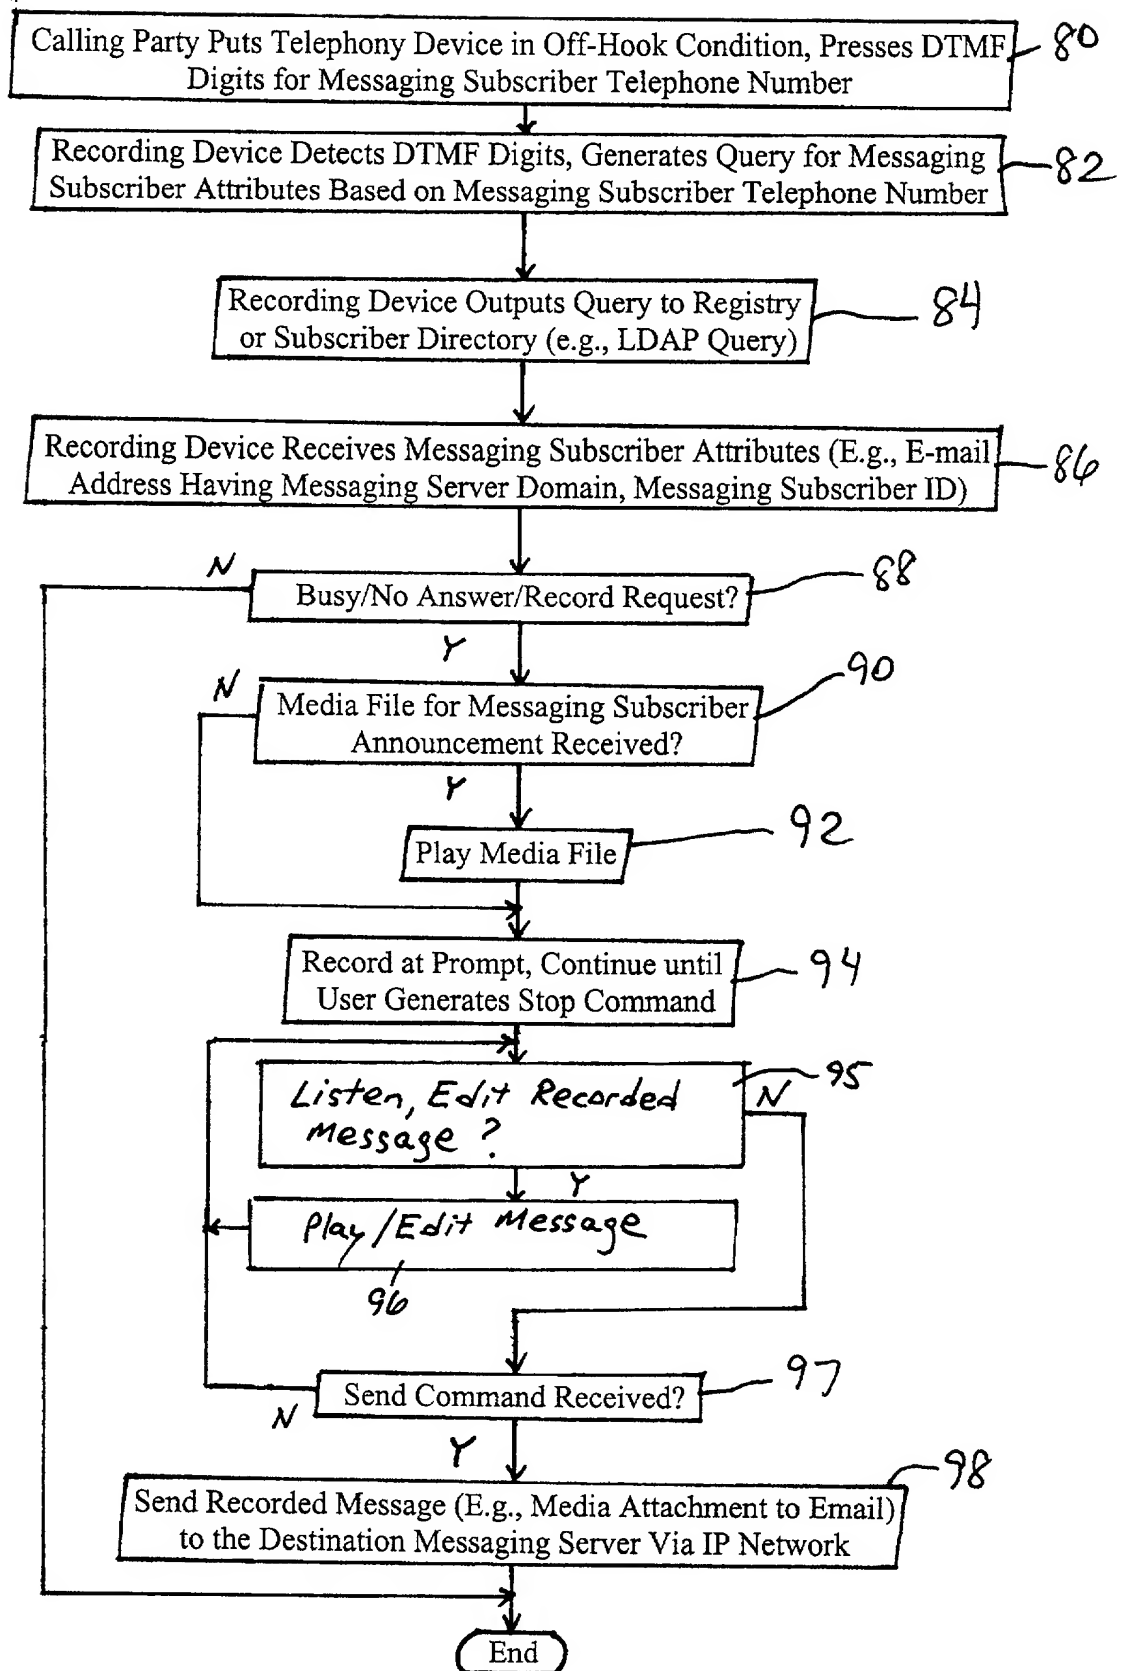 Calling Party Puts Telephony Device in Off-Hook Condition, Presses DTMF
Digits for Messaging Subscriber Telephone Number
80
Recording Device Detects DTMF Digits, Generates Query for Messaging
Subscriber Attributes Based on Messaging Subscriber Telephone Number
82
Recording Device Outputs Query to Registry
or Subscriber Directory (e.g., LDAP Query)
84
Recording Device Receives Messaging Subscriber Attributes (E.g., E-mail
Address Having Messaging Server Domain, Messaging Subscriber ID)
86
N
Busy/No Answer/Record Request?
88
Y
N
Media File for Messaging Subscriber
Announcement Received?
90
Y
Play Media File
92
Record at Prompt, Continue until
User Generates Stop Command
94
Listen, Edit Recorded
Message?
95
N
Y
Play/Edit Message
96
Send Command Received?
97
N
Y
Send Recorded Message (E.g., Media Attachment to Email)
to the Destination Messaging Server Via IP Network
98
End